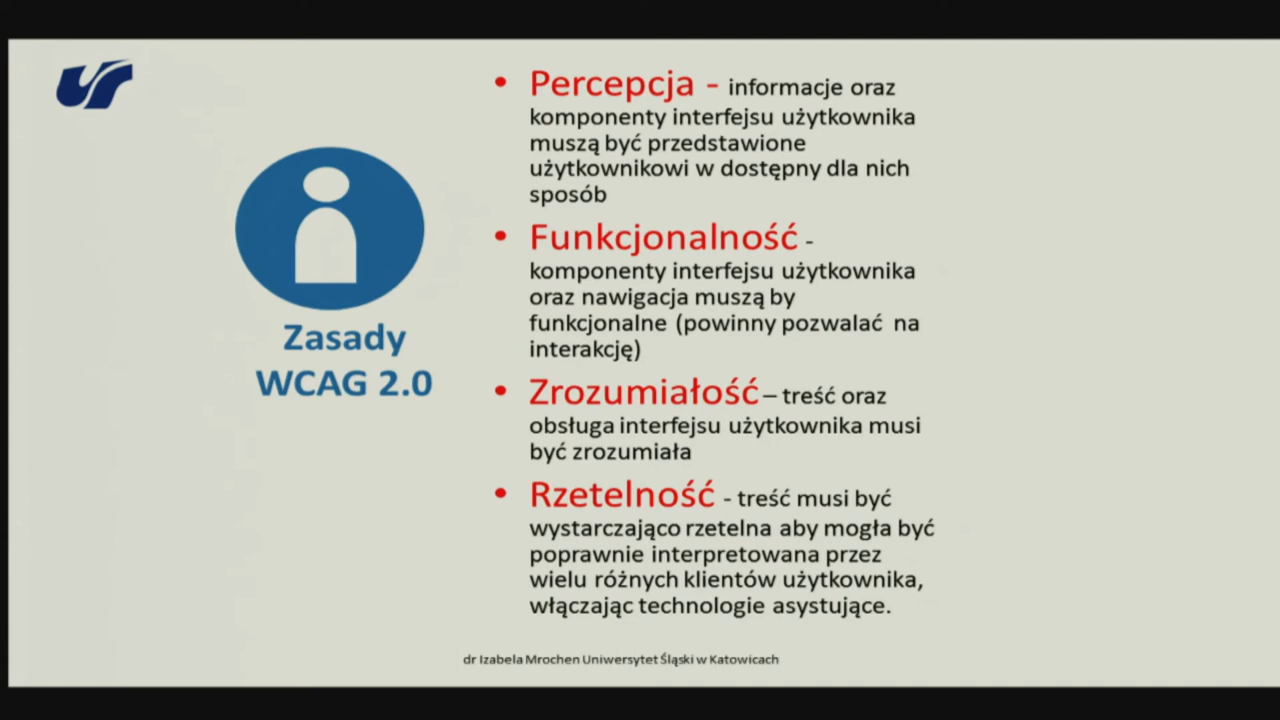 Zasady
WCAG 2.0
• Percepcja - informacje oraz
komponenty interfejsu użytkownika
muszą być przedstawione
użytkownikowi w dostępny dla nich
sposób
• Funkcjonalność -
komponenty interfejsu użytkownika
oraz nawigacja muszą by
funkcjonalne (powinny pozwalać na
interakcję)
• Zrozumiałość – treść oraz
obsługa interfejsu użytkownika musi
być zrozumiała
• Rzetelność - treść musi być
wystarczająco rzetelna aby mogła być
poprawnie interpretowana przez
wielu różnych klientów użytkownika,
włączając technologie asystujące.
dr Izabela Mrochen Uniwersytet Śląski w Katowicach